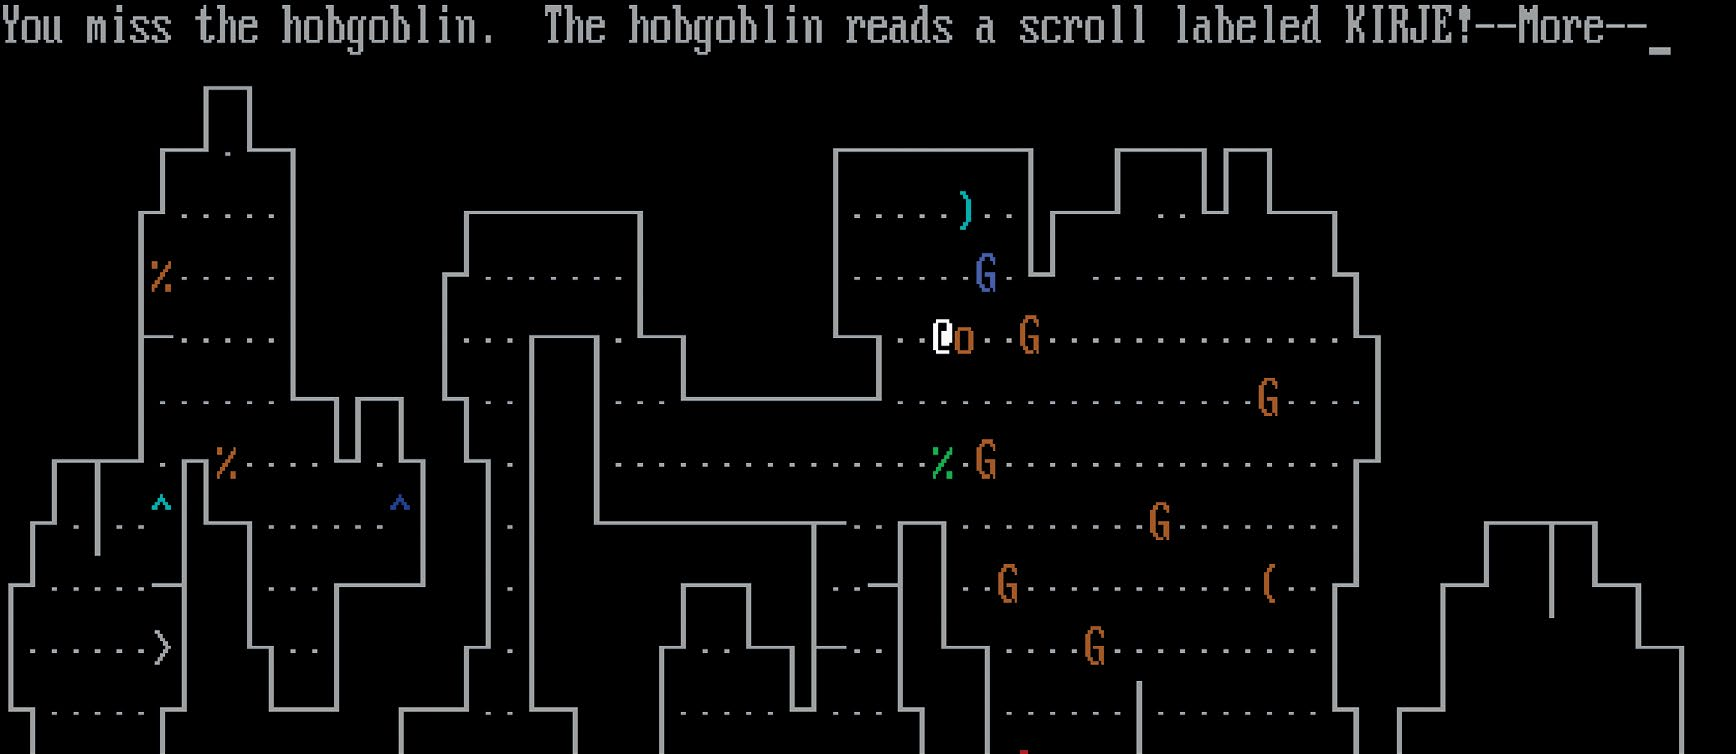 You miss the hobgoblin.  The hobgoblin reads a scroll labeled KIRJE!--More--